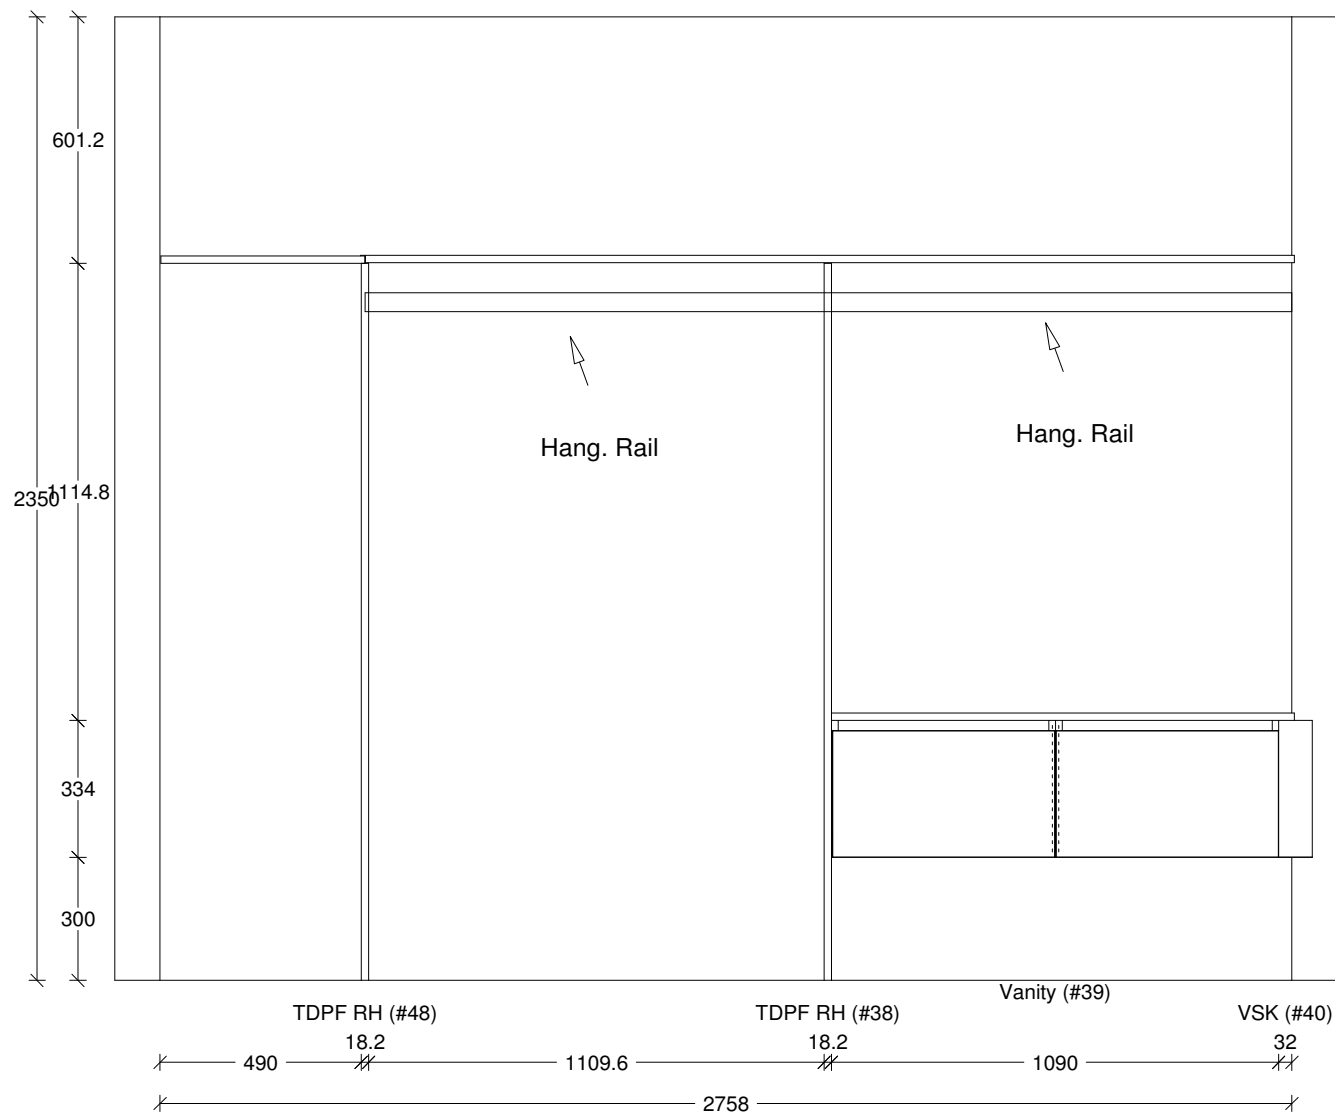 601.2
Hang. Rail
Hang. Rail
2350
1114.8
334
300
Vanity (#39)
TDPF RH (#48)
TDPF RH (#38)
VSK (#40)
18.2
18.2
32
490
1109.6
1090
2758